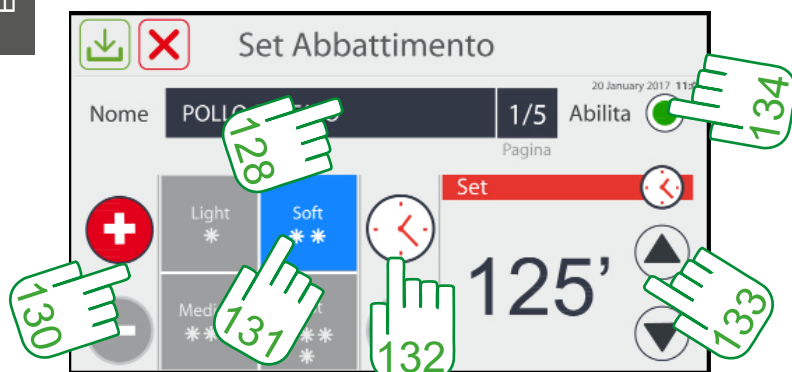 Set Abbattimento
20 January 2017
134
Nome
1/5
Abilita
Pagina
128
Light
Soft
Set
125’
130
131
132
133